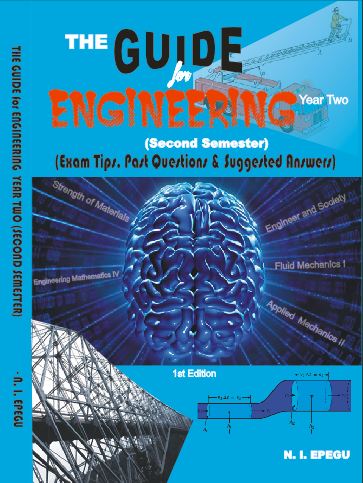 THE GUIDE for ENGINEERING YEAR TWO (SECOND SEMESTER)
- N. I. EPEGU
THE GUIDE
for
ENGINEERING Year Two
(Second Semester)
(Exam Tips, Past Questions & Suggested Answers)
Strength of Materials
Engineer and Society
Engineering Mathematics IV
Fluid Mechanics I
Applied Mechanics II
1st Edition
N. I. EPEGU